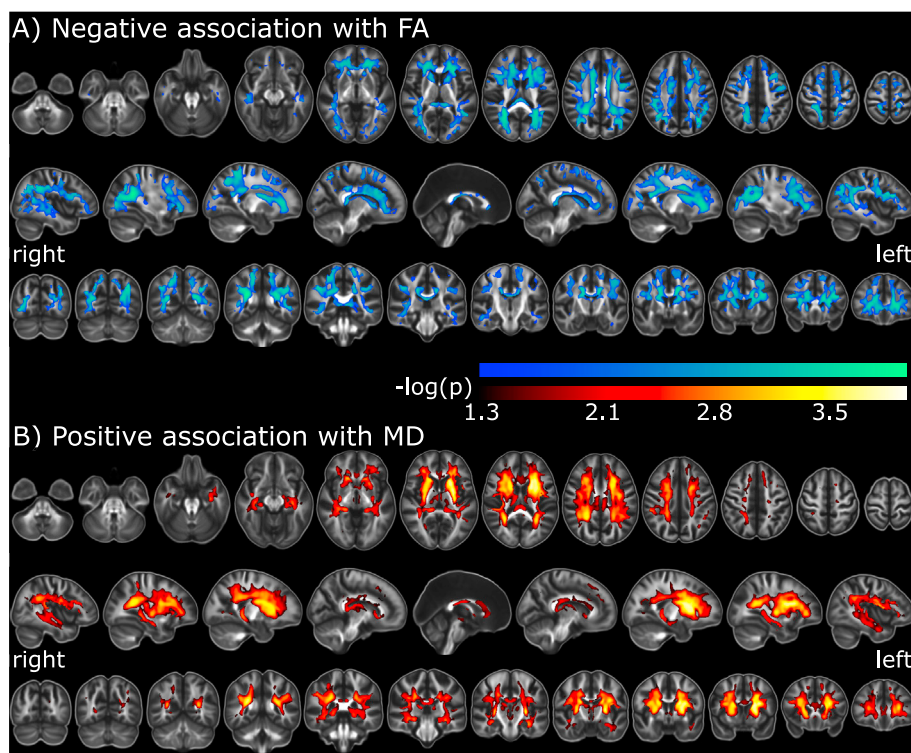 A) Negative association with FA
right
left
-log(p)
1.3
2.1
2.8
3.5
B) Positive association with MD
right
left